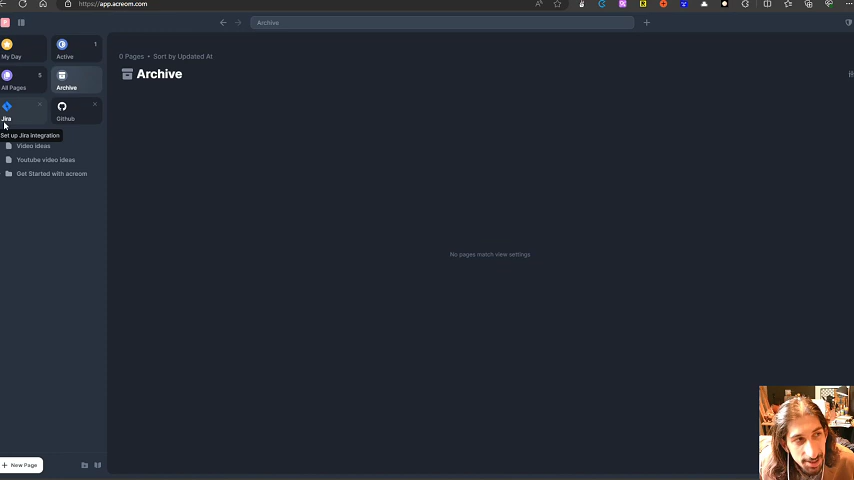 https://app.acreom.com
Archive
My Day
Active 1
All Pages 5
Archive
Jira
Github
Set up Jira integration
Video ideas
Youtube video ideas
Get Started with acreom
New Page
0 Pages • Sort by Updated At
Archive
No pages match view settings